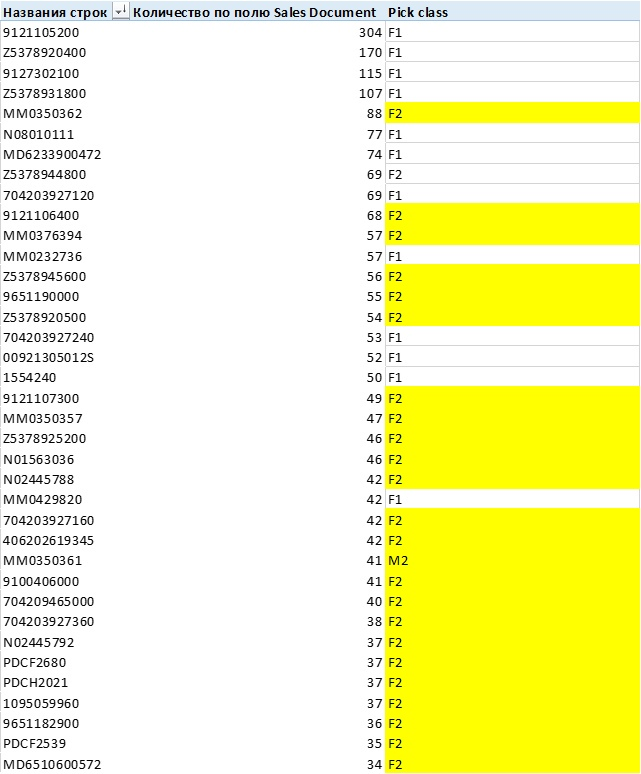 Названия строк Количество по полю Sales Document Pick class
9121105200 304 F1
Z5378920400 170 F1
9127302100 115 F1
Z5378931800 107 F1
MM0350362 88 F2
N08010111 77 F1
MD6233900472 74 F1
Z5378944800 69 F2
704203927120 69 F1
9121106400 68 F2
MM0376394 57 F2
MM0232736 57 F1
Z5378945600 56 F2
9651190000 55 F2
Z5378920500 54 F2
704203927240 53 F1
00921305012S 52 F1
1554240 50 F1
9121107300 49 F2
MM0350357 47 F2
Z5378925200 46 F2
N01563036 46 F2
N02445788 42 F2
MM0429820 42 F1
704203927160 42 F2
406202619345 42 F2
MM0350361 41 M2
9100406000 41 F2
704209465000 40 F2
704203927360 38 F2
N02445792 37 F2
PDCF2680 37 F2
PDCH2021 37 F2
1095059960 37 F2
9651182900 36 F2
PDCF2539 35 F2
MD6510600572 34 F2